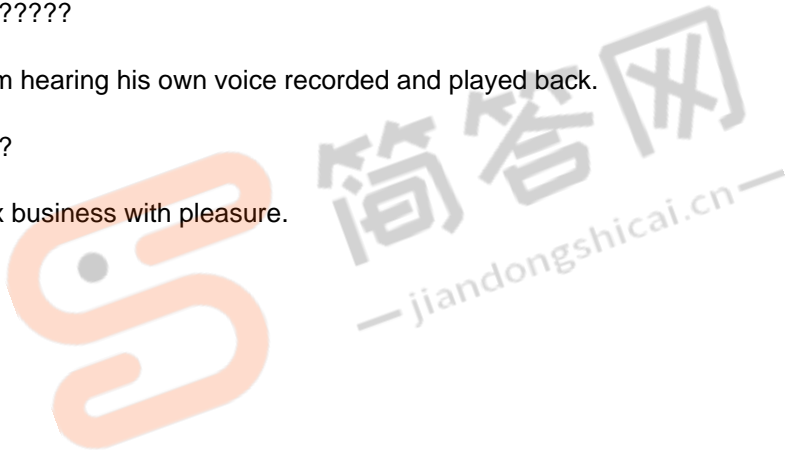 ?????
m hearing his own voice recorded and played back.
?
x business with pleasure.
简答网
jiandongshicai.cn